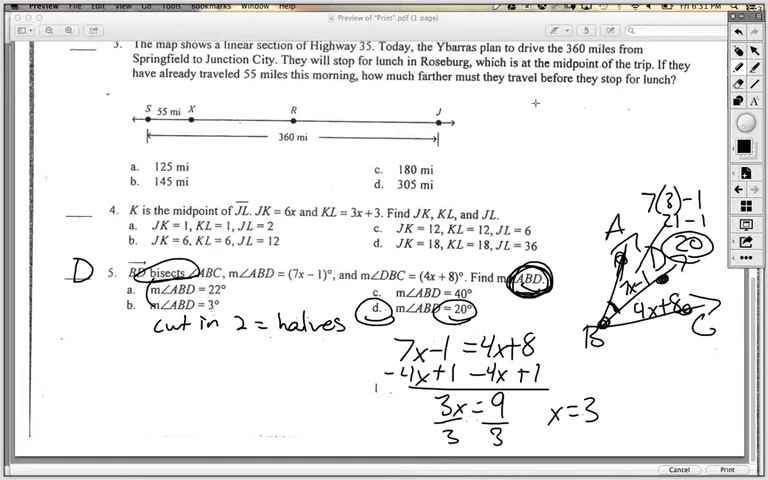 Preview File Edit View Go Tools Bookmarks Window Help
Fri 6:31 PM
Preview of "Print".pdf (1 page)
3. The map shows a linear section of Highway 35. Today, the Ybarras plan to drive the 360 miles from
Springfield to Junction City. They will stop for lunch in Roseburg, which is at the midpoint of the trip. If they
have already traveled 55 miles this morning, how much farther must they travel before they stop for lunch?
S 55 mi X R J
360 mi
a. 125 mi c. 180 mi
b. 145 mi d. 305 mi
4. K is the midpoint of JL. JK = 6x and KL = 3x + 3. Find JK, KL, and JL.
a. JK = 1, KL = 1, JL = 2 c. JK = 12, KL = 12, JL = 6
b. JK = 6, KL = 6, JL = 12 d. JK = 18, KL = 18, JL = 36
D 5. BD bisects ∠ABC, m∠ABD = (7x − 1)°, and m∠DBC = (4x + 8)°. Find m∠ABD.
a. m∠ABD = 22° c. m∠ABD = 40°
b. m∠ABD = 3° d. m∠ABD = 20°
cut in 2 = halves
7x-1 = 4x+8
-4x+1 -4x+1
3x = 9
3 3
x=3
7(3)-1
21-1
20
A
D
7x-1
4x+8
B
C
Cancel Print